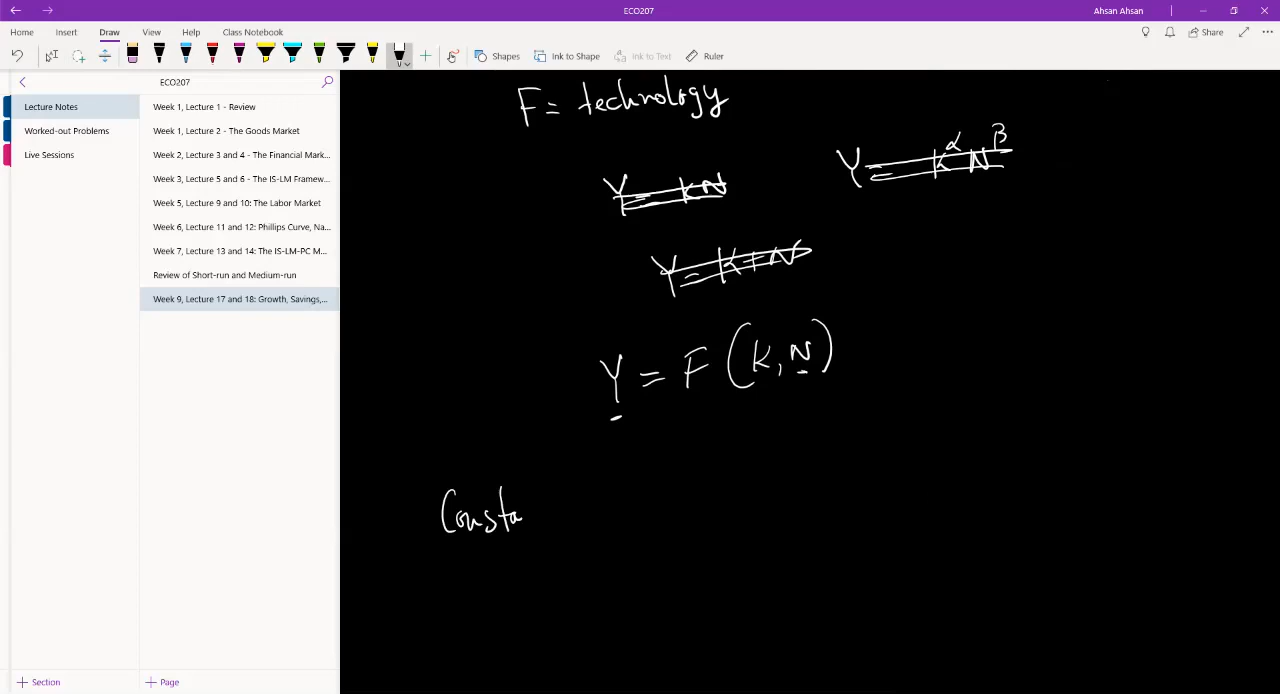 ECO207
Ahsan Ahsan
Home Insert Draw View Help Class Notebook
Share
Shapes Ink to Shape Ink to Text Ruler
ECO207
Lecture Notes
Worked-out Problems
Live Sessions
Week 1, Lecture 1 - Review
Week 1, Lecture 2 - The Goods Market
Week 2, Lecture 3 and 4 - The Financial Mark...
Week 3, Lecture 5 and 6 - The IS-LM Framew...
Week 5, Lecture 9 and 10: The Labor Market
Week 6, Lecture 11 and 12: Phillips Curve, Na...
Week 7, Lecture 13 and 14: The IS-LM-PC M...
Review of Short-run and Medium-run
Week 9, Lecture 17 and 18: Growth, Savings,...
+ Section
+ Page
F = technology
Y = K^α N^β
Y = KN
Y = K + N
Y = F (K, N)
Consta